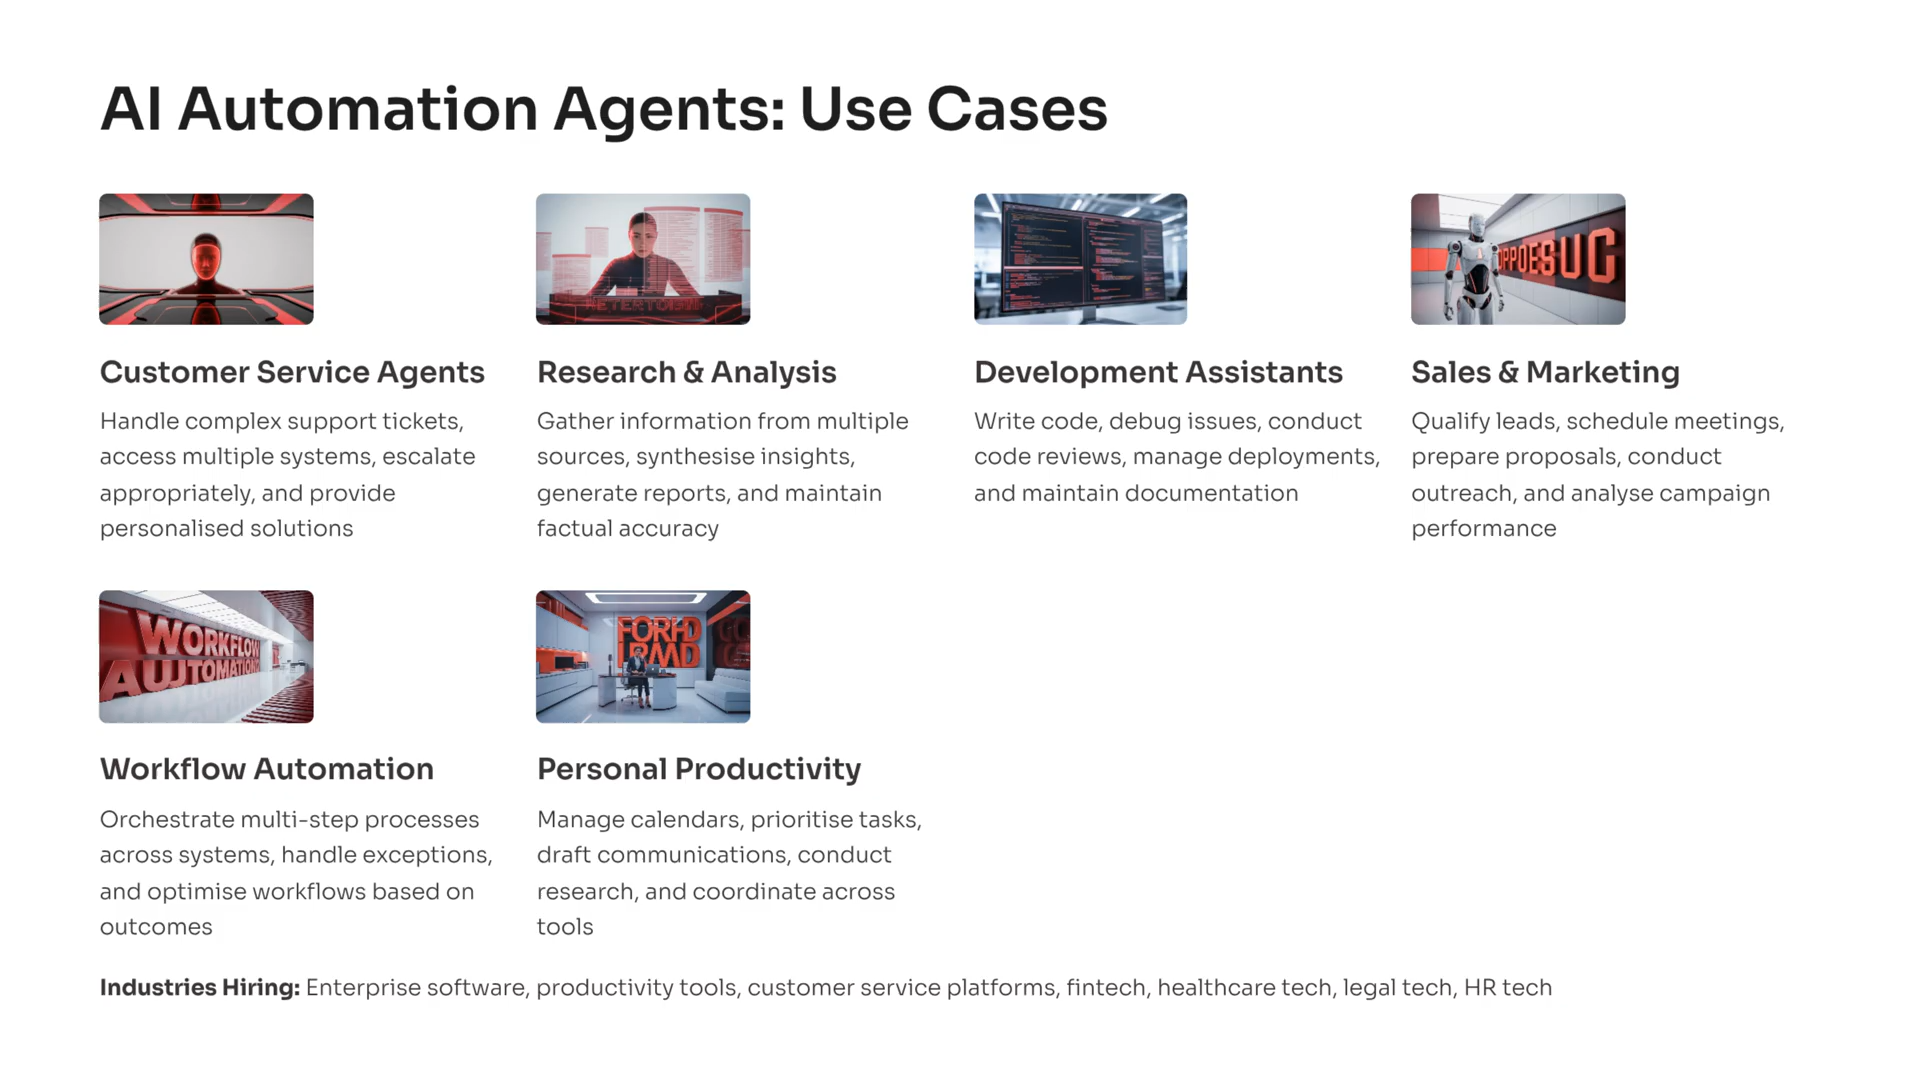 AI Automation Agents: Use Cases
Customer Service Agents
Handle complex support tickets,
access multiple systems, escalate
appropriately, and provide
personalised solutions
Research & Analysis
Gather information from multiple
sources, synthesise insights,
generate reports, and maintain
factual accuracy
Development Assistants
Write code, debug issues, conduct
code reviews, manage deployments,
and maintain documentation
OPPOESUC
Sales & Marketing
Qualify leads, schedule meetings,
prepare proposals, conduct
outreach, and analyse campaign
performance
WORKFLOW
Workflow Automation
Orchestrate multi-step processes
across systems, handle exceptions,
and optimise workflows based on
outcomes
Personal Productivity
Manage calendars, prioritise tasks,
draft communications, conduct
research, and coordinate across
tools
Industries Hiring: Enterprise software, productivity tools, customer service platforms, fintech, healthcare tech, legal tech, HR tech